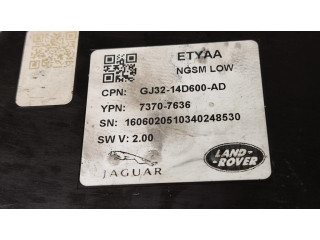 ETYAA
NGSM LOW
CPN: GJ32-14D600-AD
YPN: 7370-7636
SN: 1606020510340248530
SW V: 2.00
JAGUAR
LAND-
ROVER